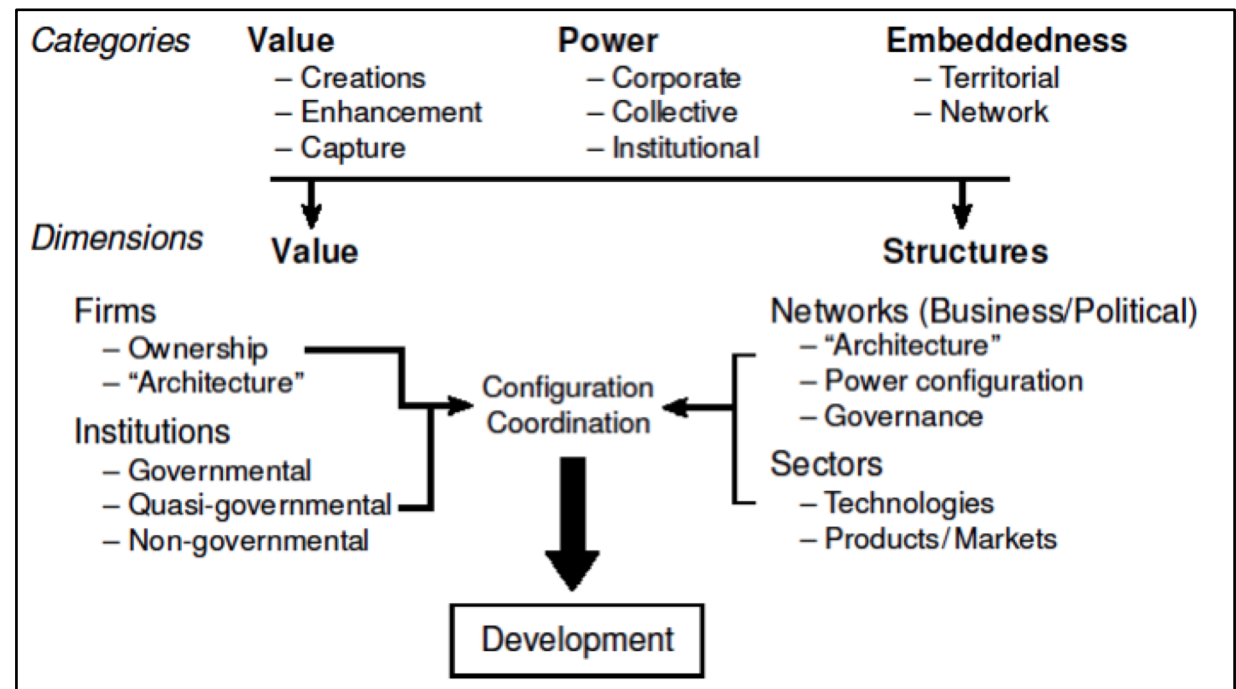 Categories Value Power Embeddedness
– Creations – Corporate – Territorial
– Enhancement – Collective – Network
– Capture – Institutional
Dimensions Value Structures
Firms
– Ownership
– “Architecture”
Institutions
– Governmental
– Quasi-governmental
– Non-governmental
Configuration
Coordination
Networks (Business/Political)
– “Architecture”
– Power configuration
– Governance
Sectors
– Technologies
– Products/Markets
Development